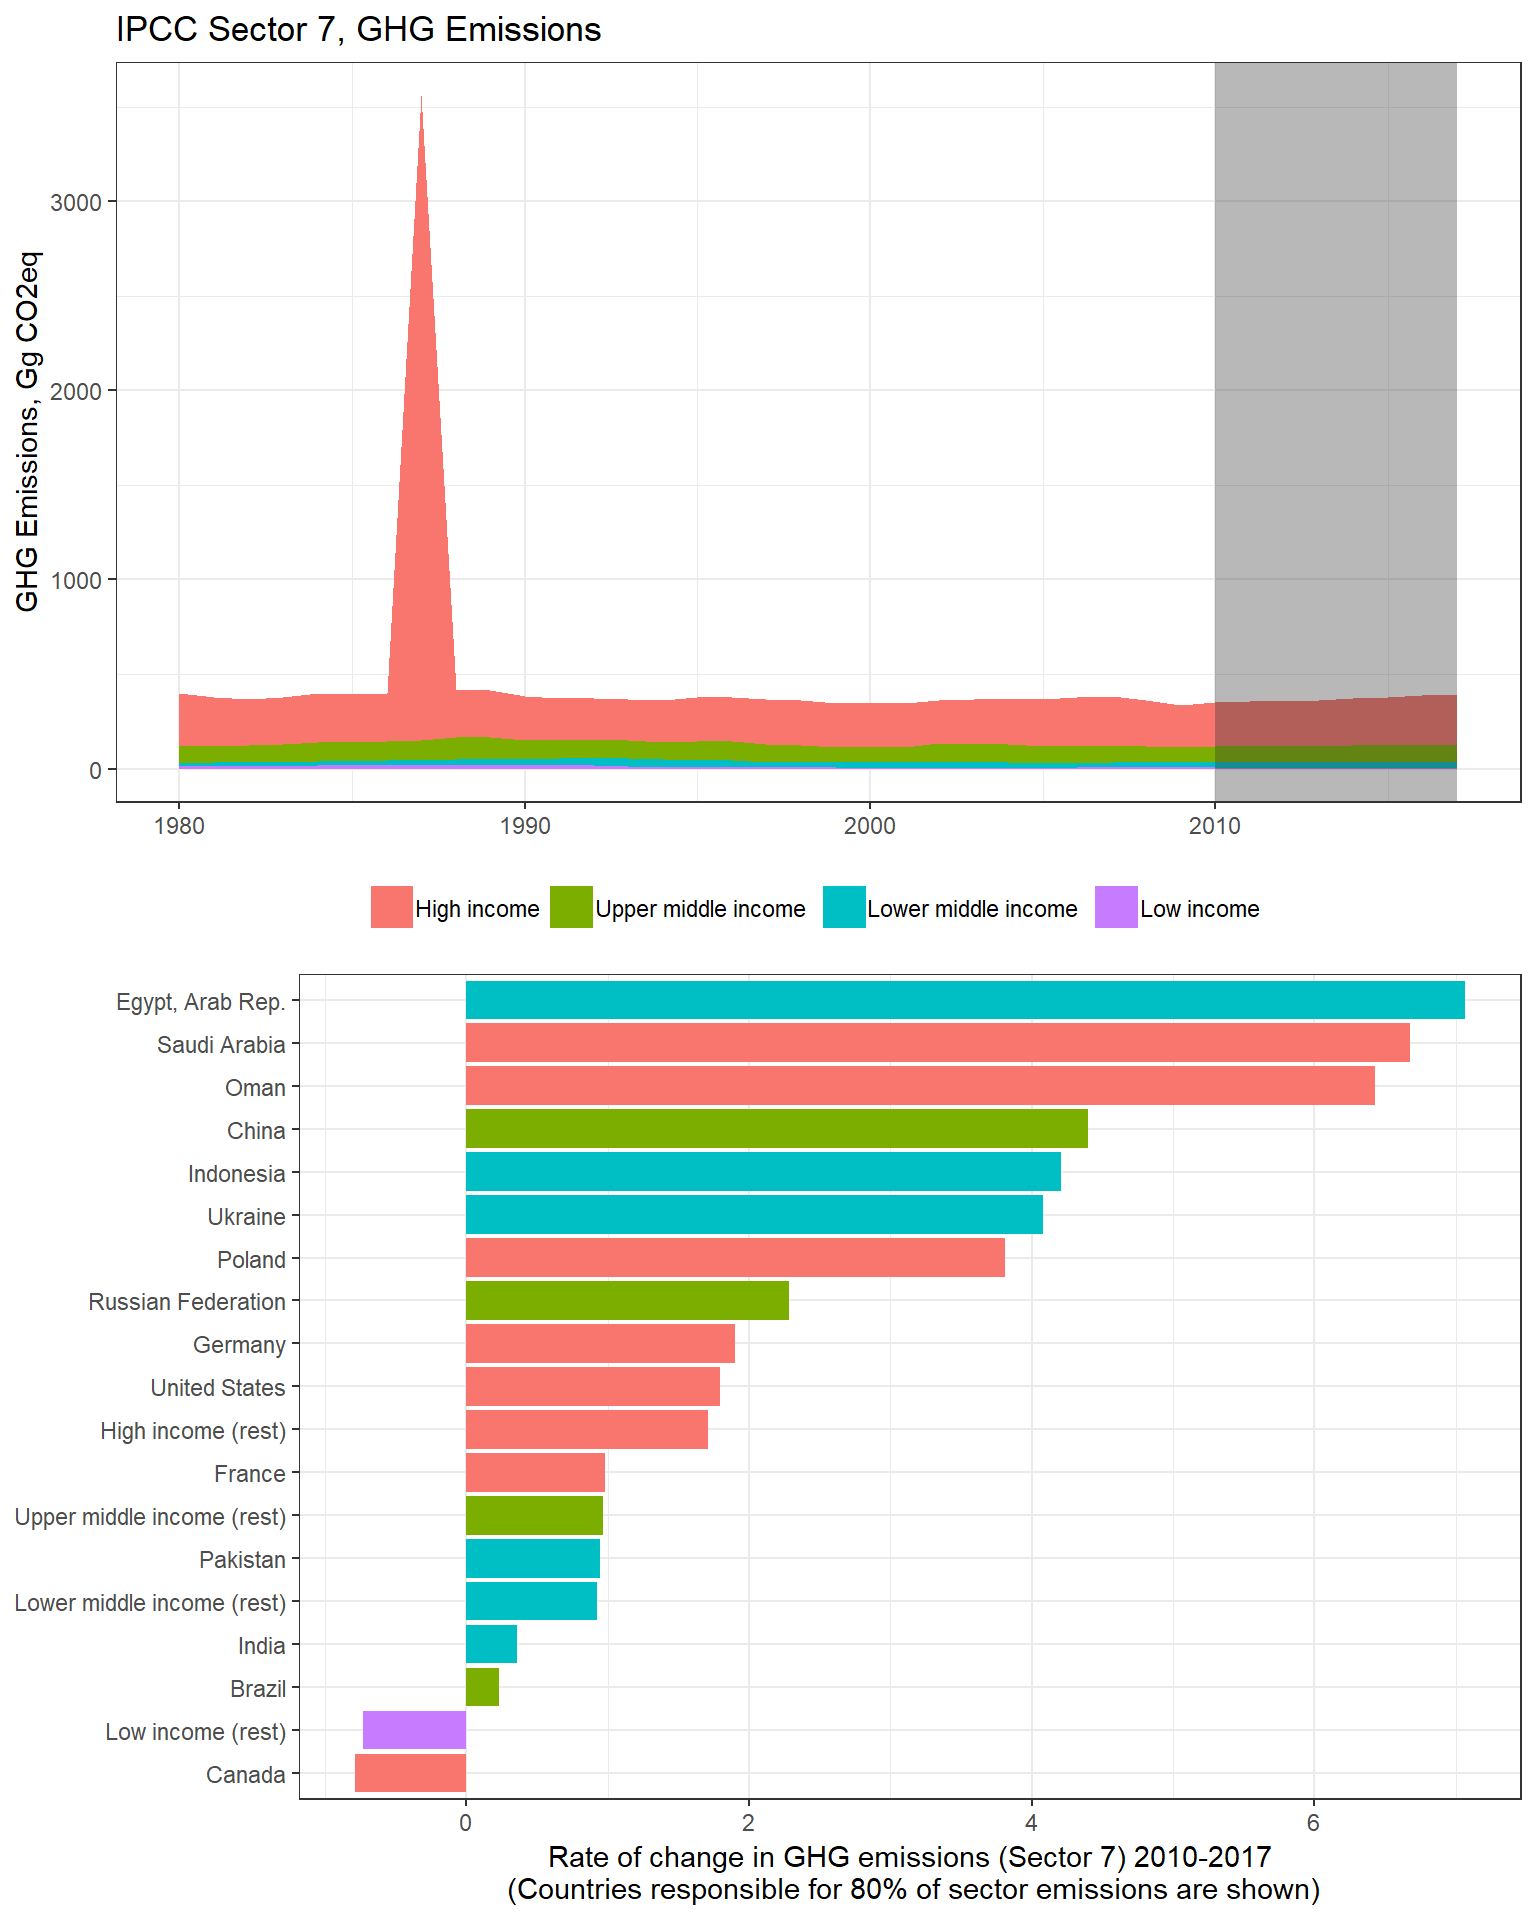 IPCC Sector 7, GHG Emissions
GHG Emissions, Gg CO2eq
3000
2000
1000
0
1980 1990 2000 2010
High income Upper middle income Lower middle income Low income
Egypt, Arab Rep.
Saudi Arabia
Oman
China
Indonesia
Ukraine
Poland
Russian Federation
Germany
United States
High income (rest)
France
Upper middle income (rest)
Pakistan
Lower middle income (rest)
India
Brazil
Low income (rest)
Canada
0 2 4 6
Rate of change in GHG emissions (Sector 7) 2010-2017
(Countries responsible for 80% of sector emissions are shown)